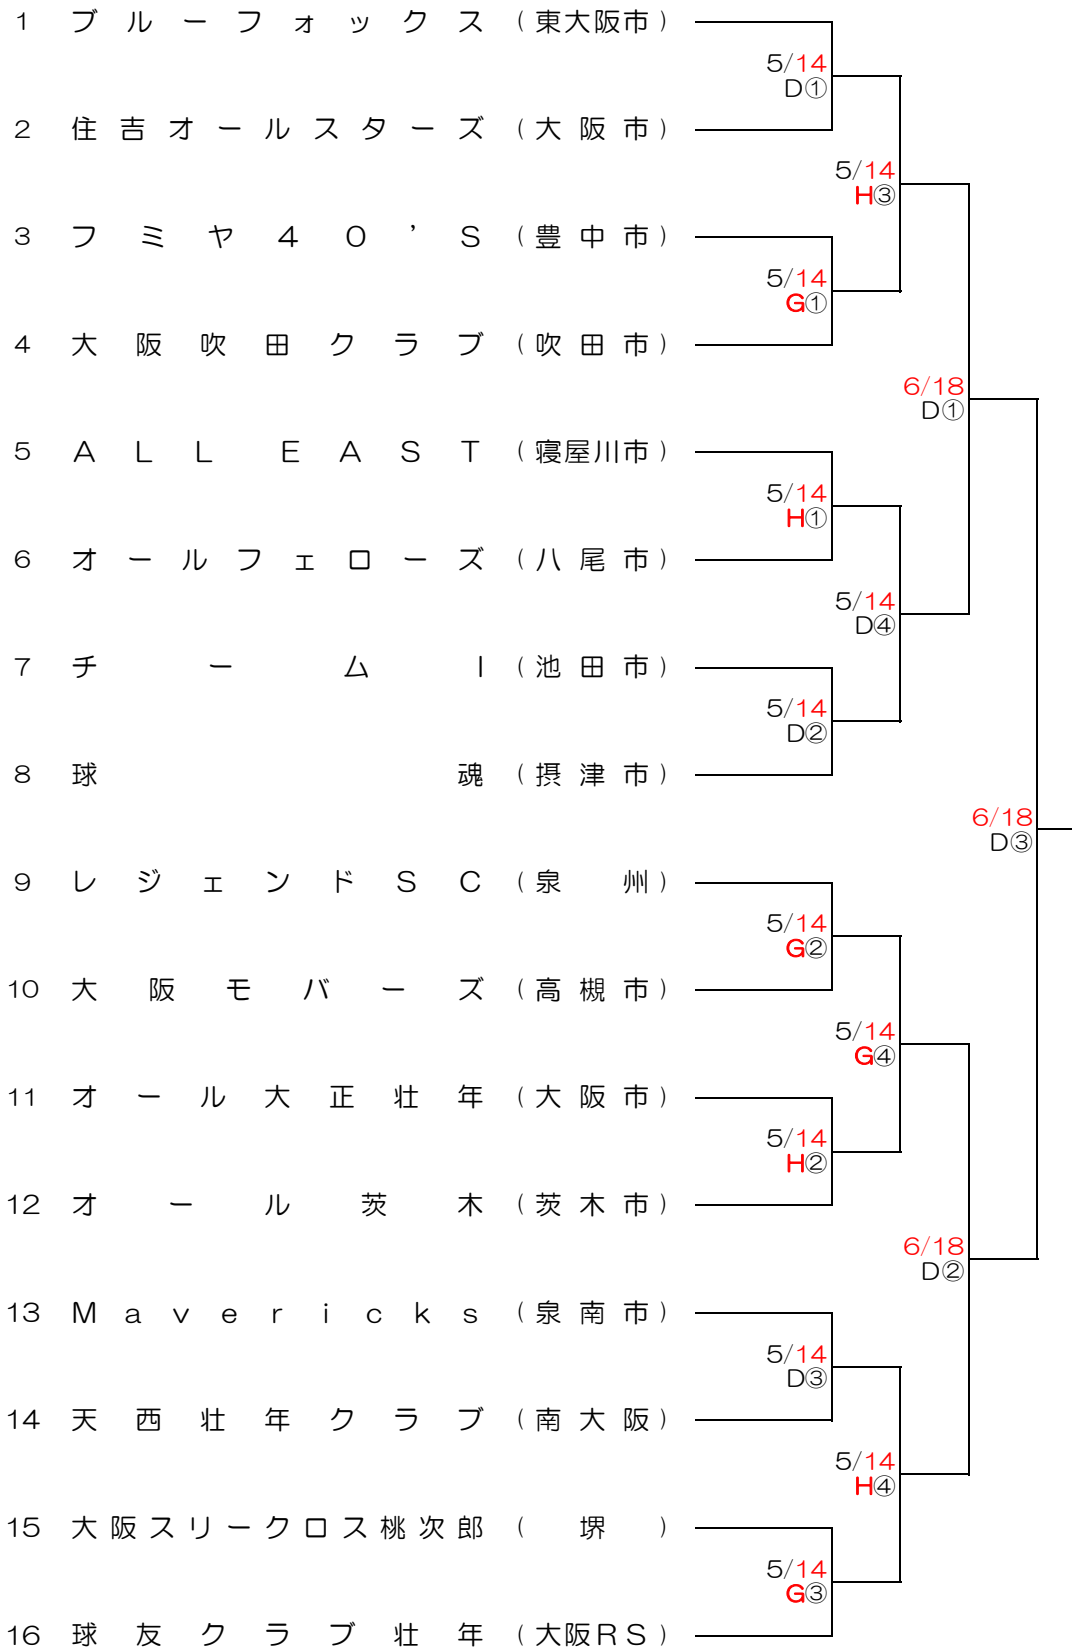 1 ブルーフォックス (東大阪市)
5/14
D①
2 住吉オールスターズ (大阪市)
5/14
H③
3 フミヤ40'S (豊中市)
5/14
G①
4 大阪吹田クラブ (吹田市)
6/18
D①
5 ALL EAST (寝屋川市)
5/14
H①
6 オールフェローズ (八尾市)
5/14
D④
7 チームI (池田市)
5/14
D②
8 球魂 (摂津市)
6/18
D③
9 レジェンドSC (泉州)
5/14
G②
10 大阪モバーズ (高槻市)
5/14
G④
11 オール大正壮年 (大阪市)
5/14
H②
12 オール茨木 (茨木市)
6/18
D②
13 Mavericks (泉南市)
5/14
D③
14 天西壮年クラブ (南大阪)
5/14
H④
15 大阪スリークロス桃次郎 (堺)
5/14
G③
16 球友クラブ壮年 (大阪RS)